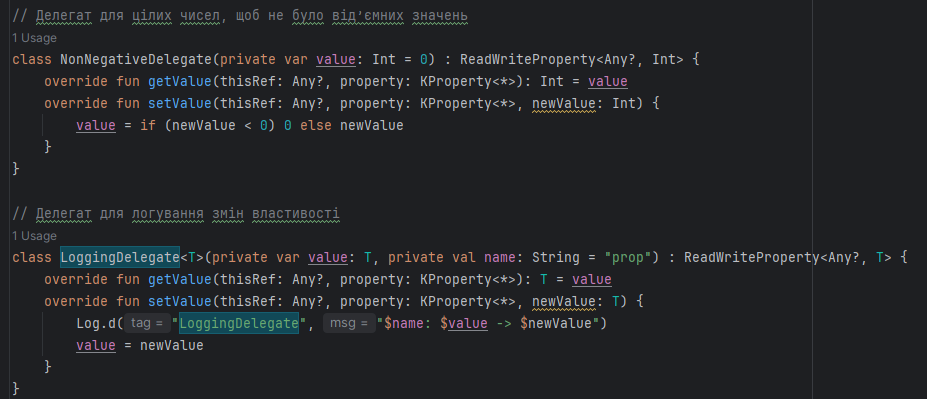 // Делегат для цілих чисел, щоб не було від'ємних значень
1 Usage
class NonNegativeDelegate(private var value: Int = 0) : ReadWriteProperty<Any?, Int> {
    override fun getValue(thisRef: Any?, property: KProperty<*>): Int = value
    override fun setValue(thisRef: Any?, property: KProperty<*>, newValue: Int) {
        value = if (newValue < 0) 0 else newValue
    }
}
// Делегат для логування змін властивості
1 Usage
class LoggingDelegate<T>(private var value: T, private val name: String = "prop") : ReadWriteProperty<Any?, T> {
    override fun getValue(thisRef: Any?, property: KProperty<*>): T = value
    override fun setValue(thisRef: Any?, property: KProperty<*>, newValue: T) {
        Log.d( tag = "LoggingDelegate", msg = "$name: $value -> $newValue")
        value = newValue
    }
}